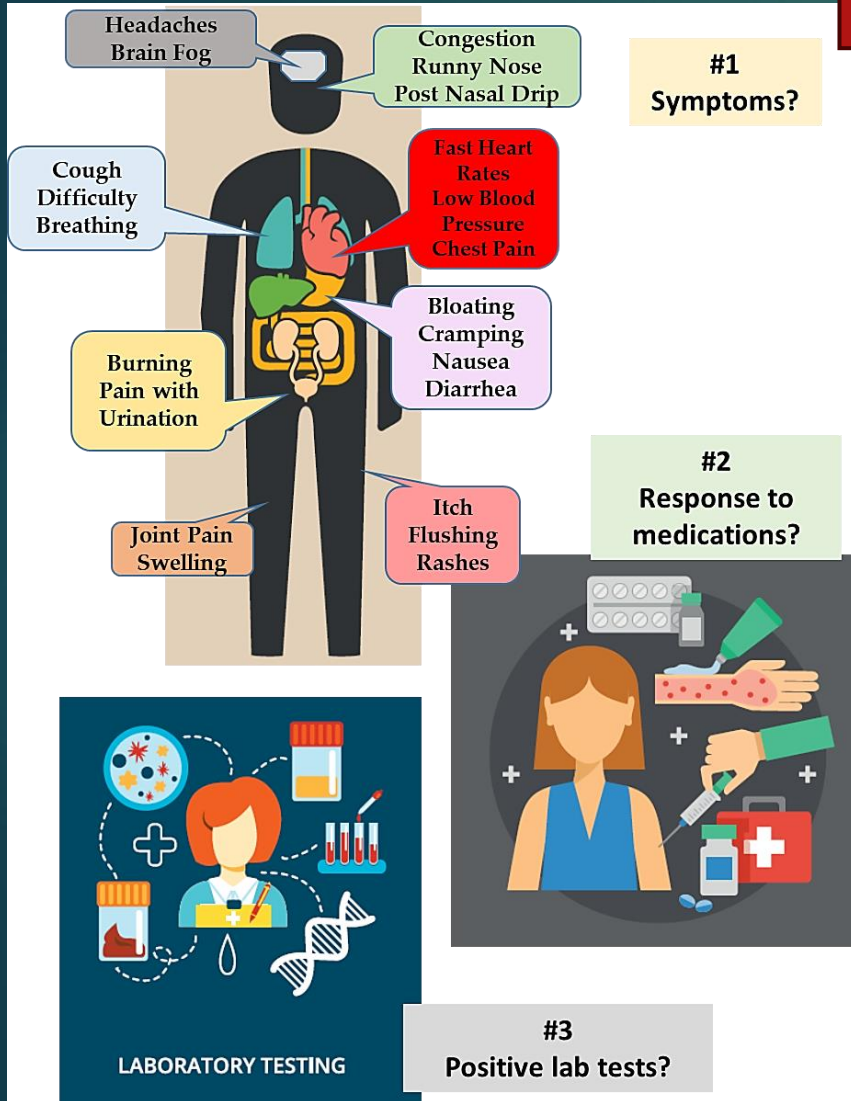 Headaches
Brain Fog
Congestion
Runny Nose
Post Nasal Drip
#1
Symptoms?
Cough
Difficulty
Breathing
Fast Heart
Rates
Low Blood
Pressure
Chest Pain
Bloating
Cramping
Nausea
Diarrhea
Burning
Pain with
Urination
#2
Response to
medications?
Joint Pain
Swelling
Itch
Flushing
Rashes
LABORATORY TESTING
#3
Positive lab tests?